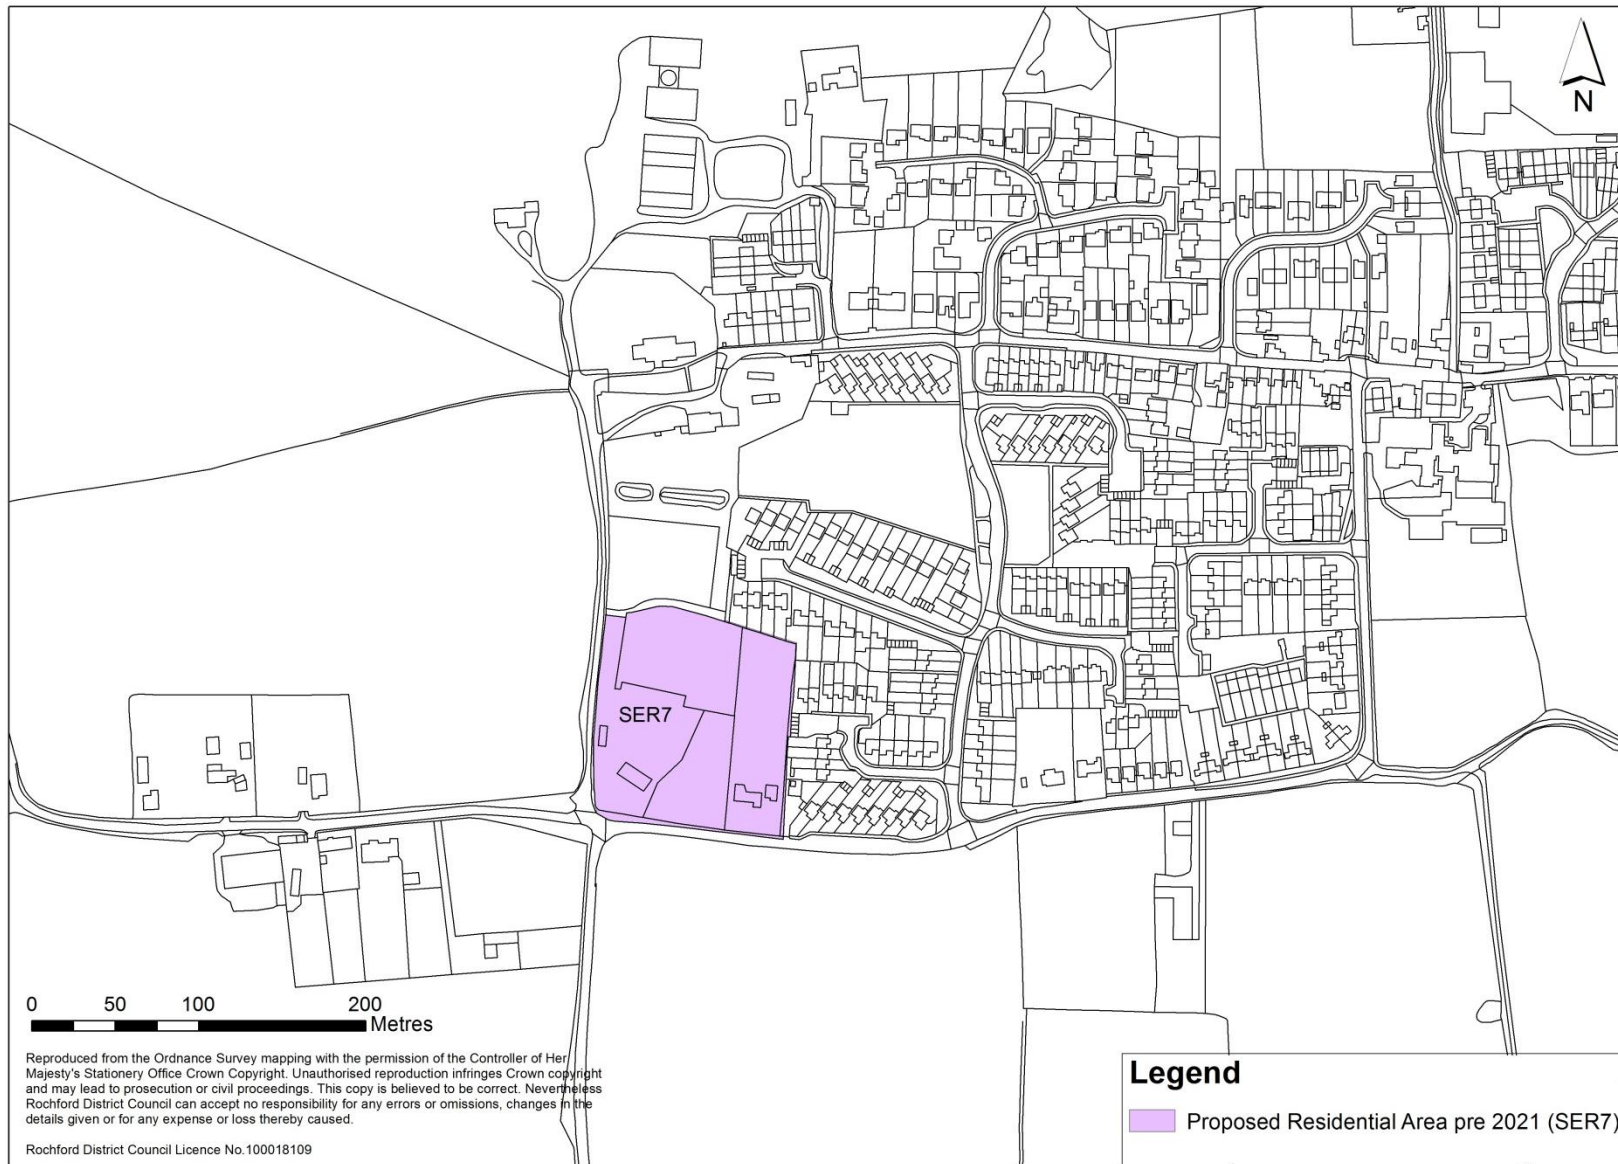 N
SER7
0 50 100 200
Metres
Reproduced from the Ordnance Survey mapping with the permission of the Controller of Her
Majesty's Stationery Office Crown Copyright. Unauthorised reproduction infringes Crown copyright
and may lead to prosecution or civil proceedings. This copy is believed to be correct. Nevertheless
Rochford District Council can accept no responsibility for any errors or omissions, changes in the
details given or for any expense or loss thereby caused.
Rochford District Council Licence No.100018109
Legend
Proposed Residential Area pre 2021 (SER7)